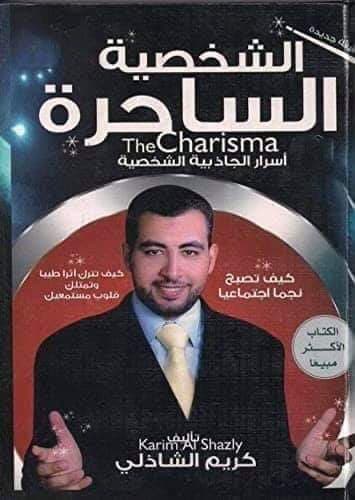 طبعة جديدة
الشخصية
الساحرة
The Charisma
أسرار الجاذبية الشخصية
كيف تترك أثرا طيبا
وتمتلك
قلوب مستمعيك
كيف تصبح
نجما اجتماعيا
الكتاب
الأكثر
مبيعا
تأليف
Karim Al Shazly
كريم الشاذلي